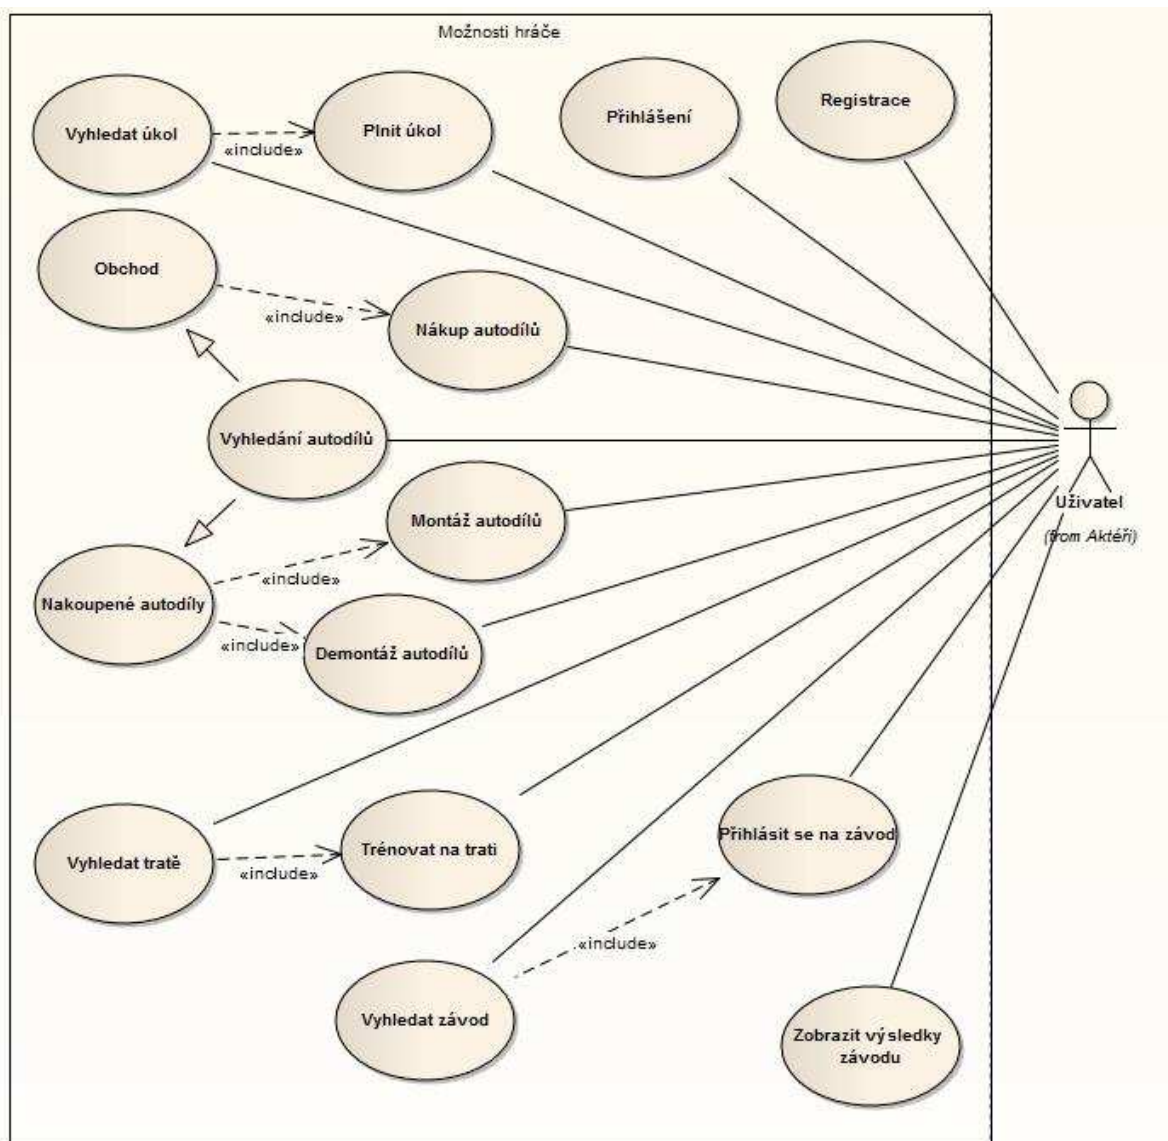 Možnosti hráče
Registrace
Přihlášení
Plnit úkol
Vyhledat úkol
«include»
Obchod
«include»
Nákup autodílů
Vyhledání autodílů
Montáž autodílů
Uživatel
(from Aktéři)
«include»
Nakoupené autodíly
«include»
Demontáž autodílů
Přihlásit se na závod
Vyhledat tratě
«include»
Trénovat na trati
«include»
Vyhledat závod
Zobrazit výsledky
závodu